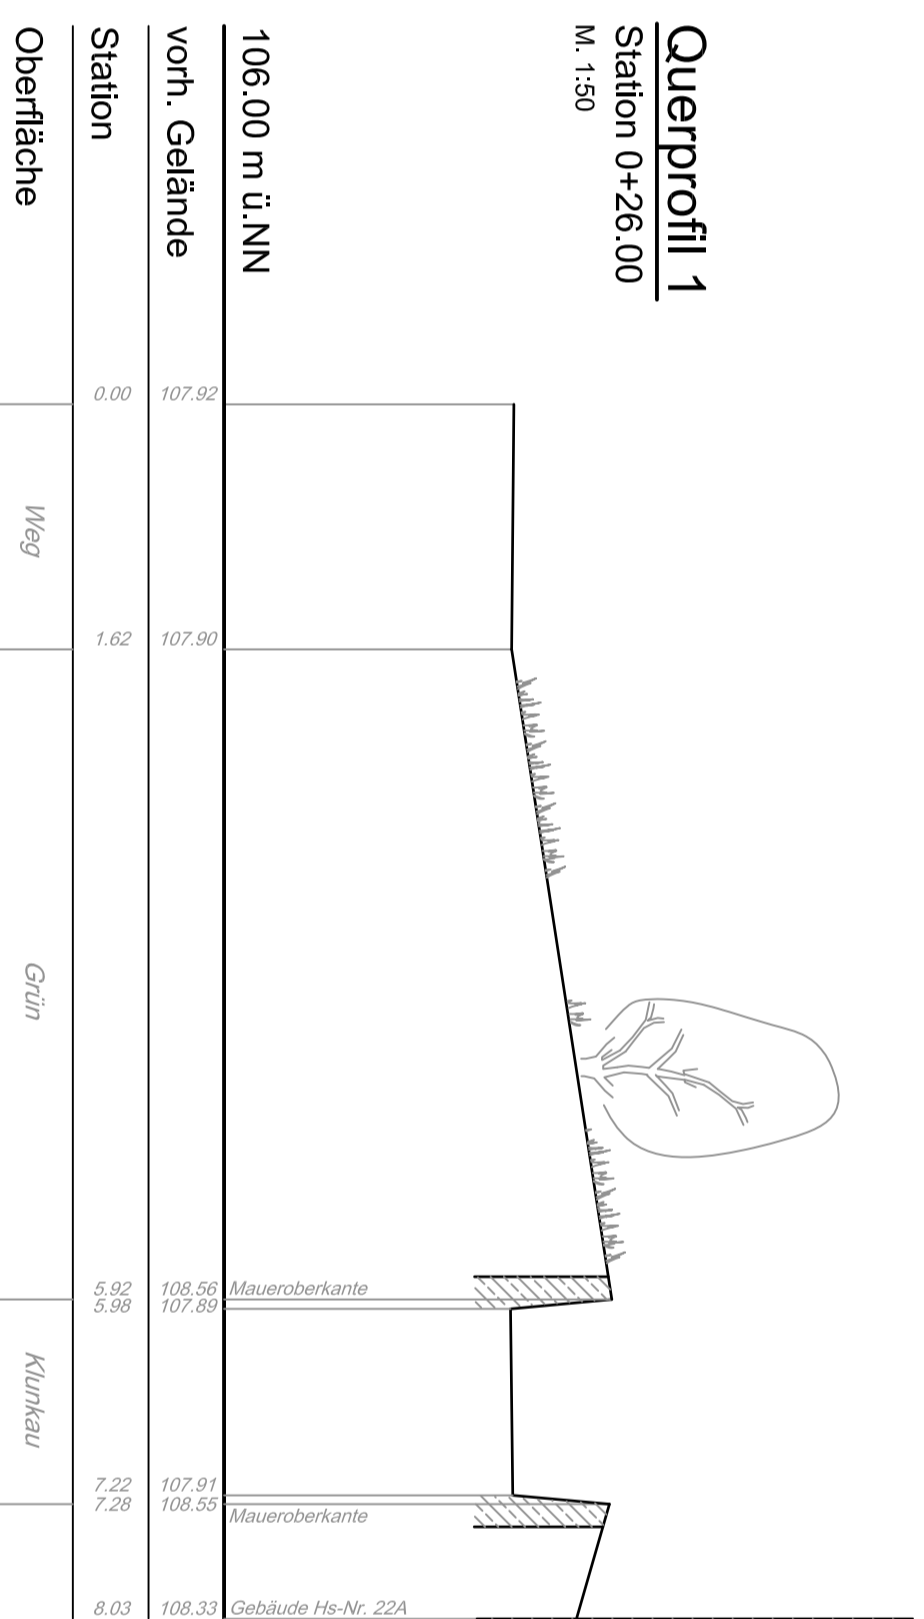 Querprofil 1
Station 0+26.00
M. 1:50
106.00 m ü.NN
Maueroberkante
Maueroberkante
Gebäude Hs-Nr. 22A
vorh. Gelände 107.92 107.90 108.56 107.89 107.91 108.55 108.33
Station 0.00 1.62 5.92 5.98 7.22 7.28 8.03
Oberfläche Weg Grün Klunkau